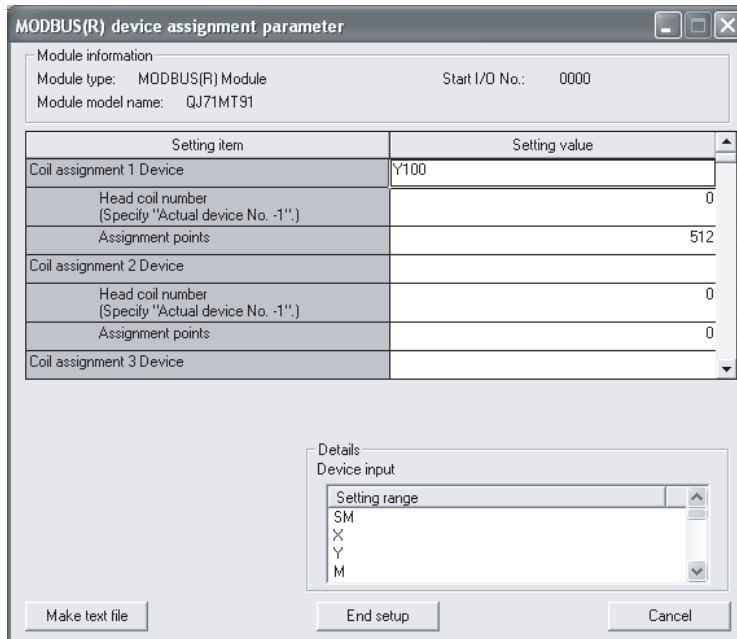 MODBUS(R) device assignment parameter
Module information
Module type: MODBUS(R) Module Start I/O No.: 0000
Module model name: QJ71MT91
Setting item Setting value
Coil assignment 1 Device Y100
Head coil number 0
(Specify "Actual device No. -1".)
Assignment points 512
Coil assignment 2 Device
Head coil number 0
(Specify "Actual device No. -1".)
Assignment points 0
Coil assignment 3 Device
Details
Device input
Setting range
SM
X
Y
M
Make text file End setup Cancel